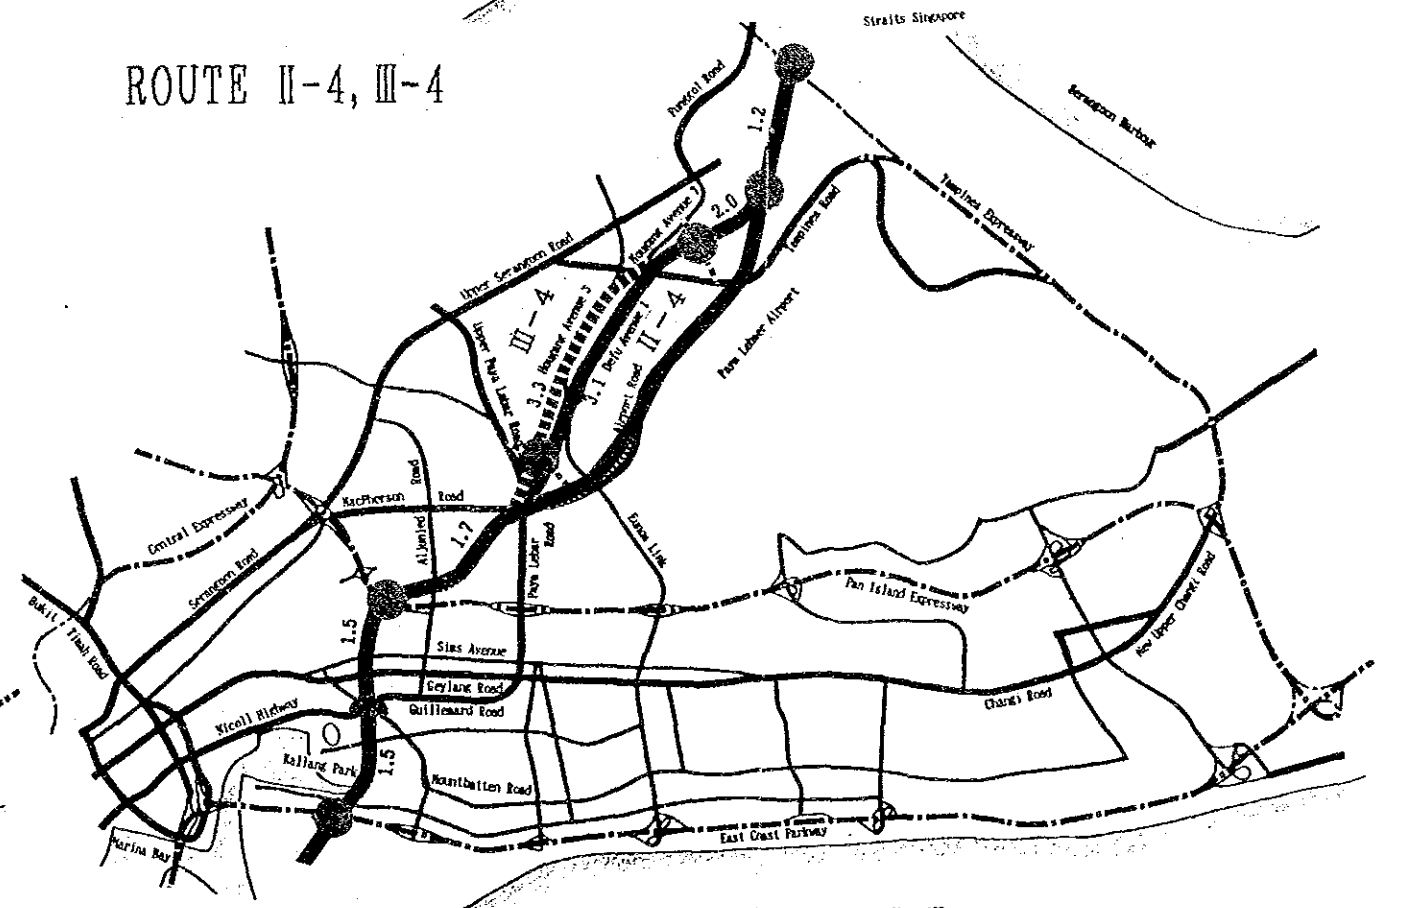 Straits Singapore
ROUTE Ⅱ-4, Ⅲ-4
Punggol Road
Serangoon Harbour
1.2
Tampines Expressway
2.0
Hougang Avenue 7
Tampines Road
Upper Serangoon Road
Ⅲ-4
Hougang Avenue 3
Ⅱ-4
Paya Lebar Airport
Upper Paya Lebar Road
3.3
3.1
Defu Avenue 1
Airport Road
MacPherson Road
Central Expressway
Aljunied Road
1.7
Paya Lebar Road
Eunos Link
Serangoon Road
Pan Island Expressway
New Upper Changi Road
Bukit Timah Road
1.5
Sims Avenue
Geylang Road
Guillemard Road
Changi Road
Nicoll Highway
Kallang Park
1.5
Mountbatten Road
East Coast Parkway
Marina Bay